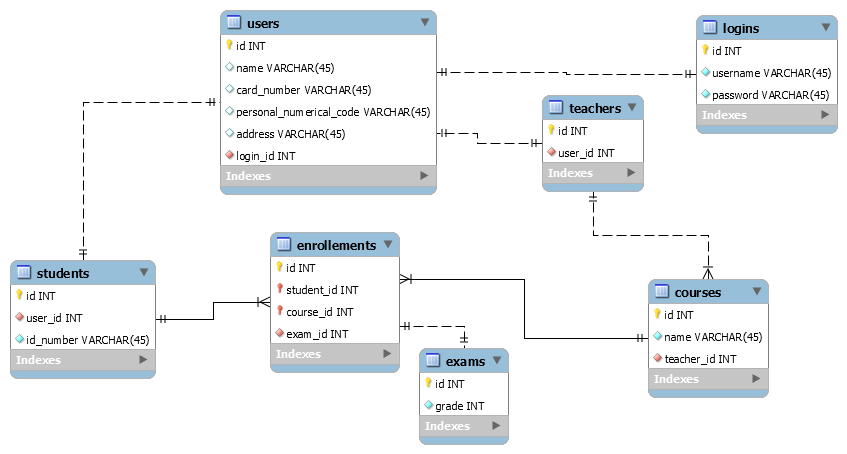 users
id INT
name VARCHAR(45)
card_number VARCHAR(45)
personal_numerical_code VARCHAR(45)
address VARCHAR(45)
login_id INT
Indexes
logins
id INT
username VARCHAR(45)
password VARCHAR(45)
Indexes
teachers
id INT
user_id INT
Indexes
students
id INT
user_id INT
id_number VARCHAR(45)
Indexes
enrollements
id INT
student_id INT
course_id INT
exam_id INT
Indexes
courses
id INT
name VARCHAR(45)
teacher_id INT
Indexes
exams
id INT
grade INT
Indexes